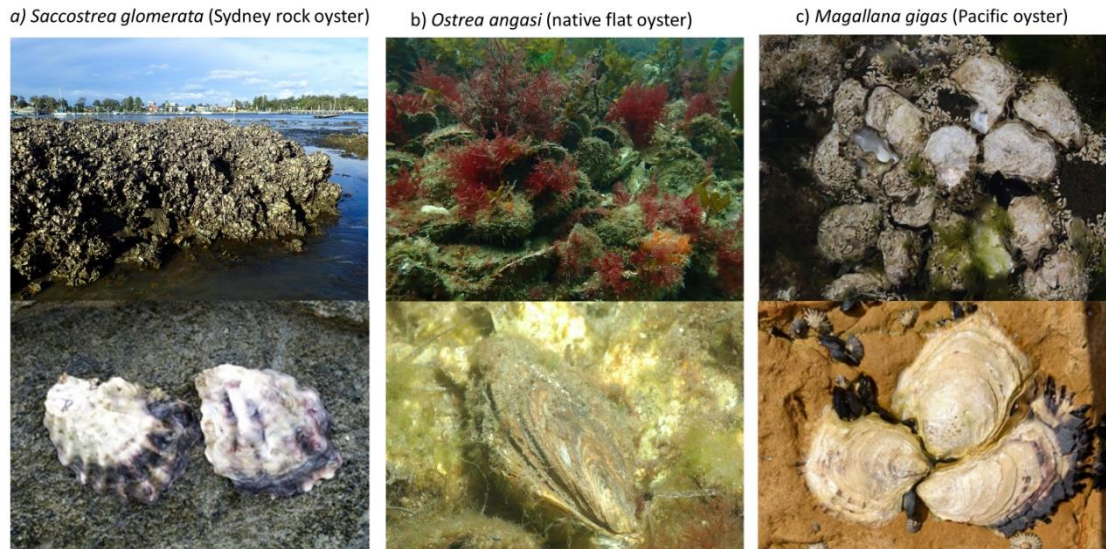 a) Saccostrea glomerata (Sydney rock oyster)
b) Ostrea angasi (native flat oyster)
c) Magallana gigas (Pacific oyster)